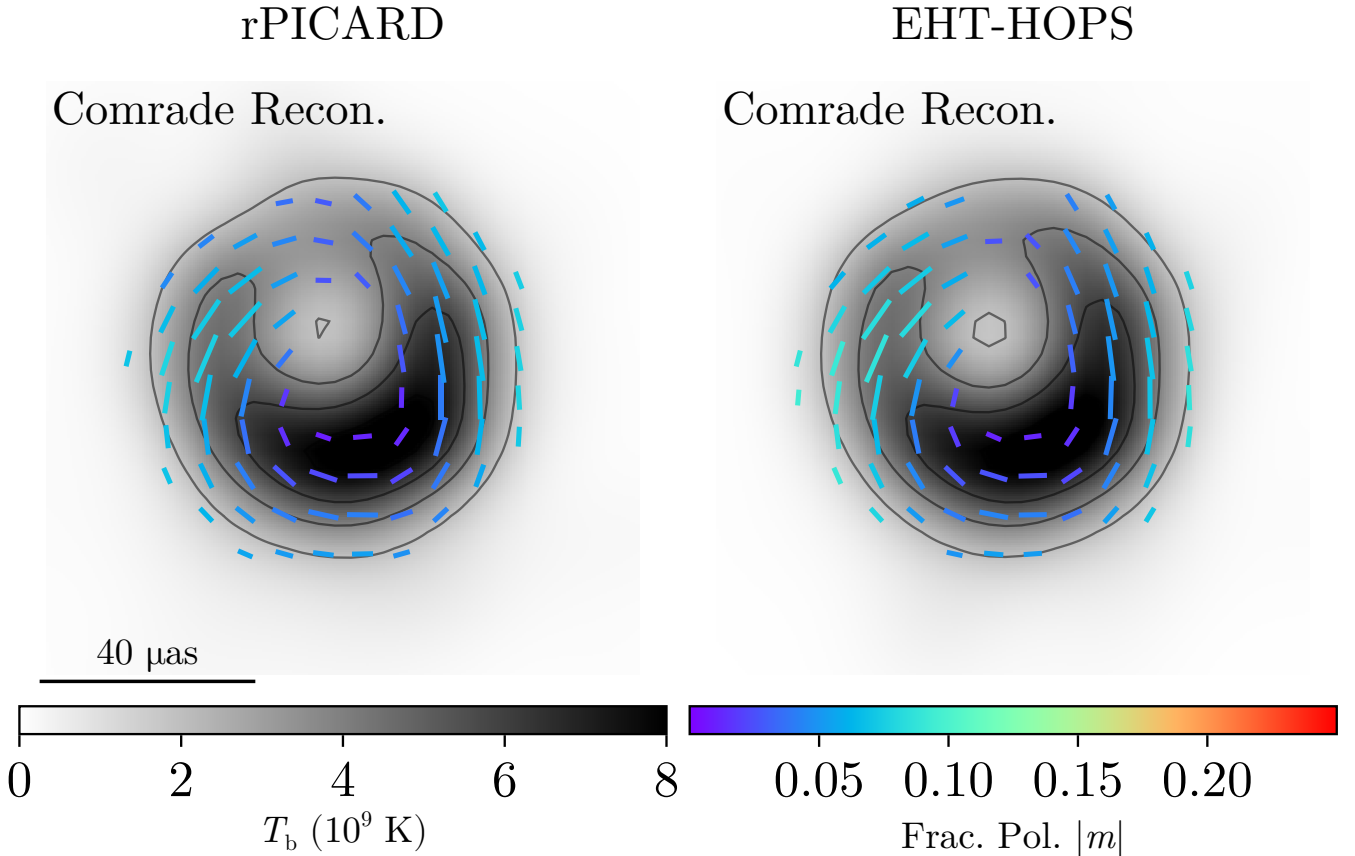 rPICARD EHT-HOPS
Comrade Recon. Comrade Recon.
40 μas
0 2 4 6 8 0.05 0.10 0.15 0.20
T_b (10^9 K) Frac. Pol. |m|